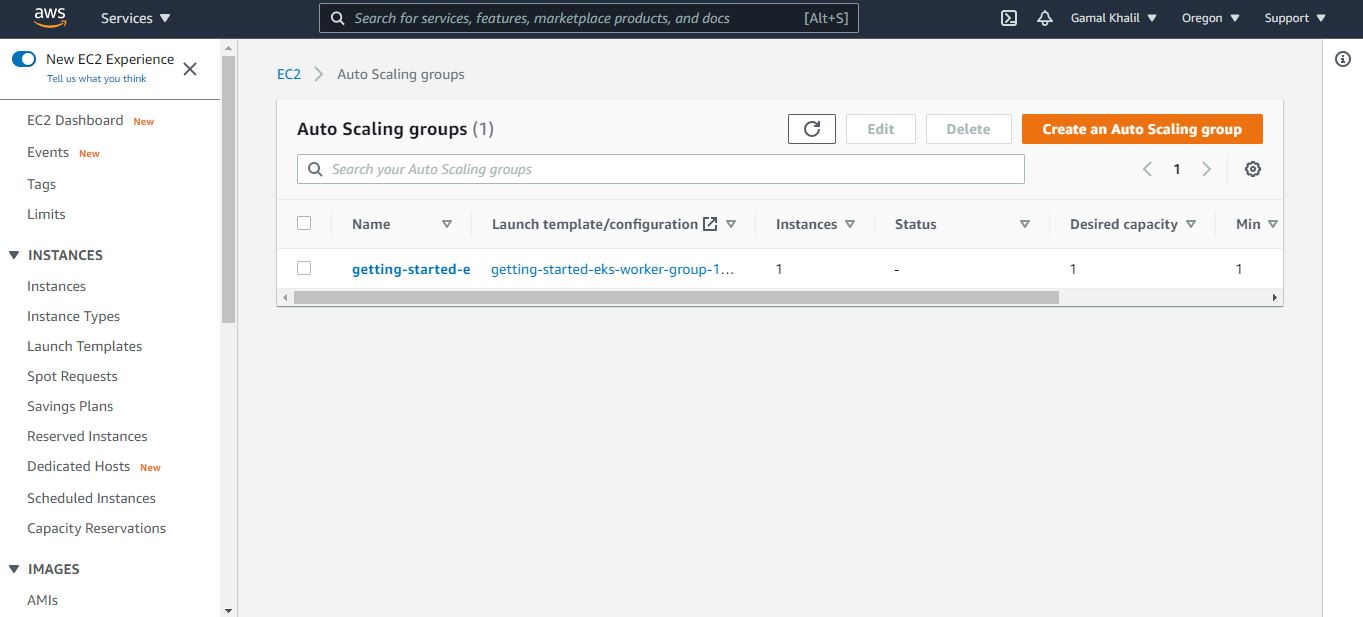 aws Services Search for services, features, marketplace products, and docs [Alt+S] Gamal Khalil Oregon Support
New EC2 Experience
Tell us what you think
EC2 Dashboard New
Events New
Tags
Limits
INSTANCES
Instances
Instance Types
Launch Templates
Spot Requests
Savings Plans
Reserved Instances
Dedicated Hosts New
Scheduled Instances
Capacity Reservations
IMAGES
AMIs
EC2 Auto Scaling groups
Auto Scaling groups (1) Edit Delete Create an Auto Scaling group
Search your Auto Scaling groups 1
Name Launch template/configuration Instances Status Desired capacity Min
getting-started-e getting-started-eks-worker-group-1... 1 - 1 1